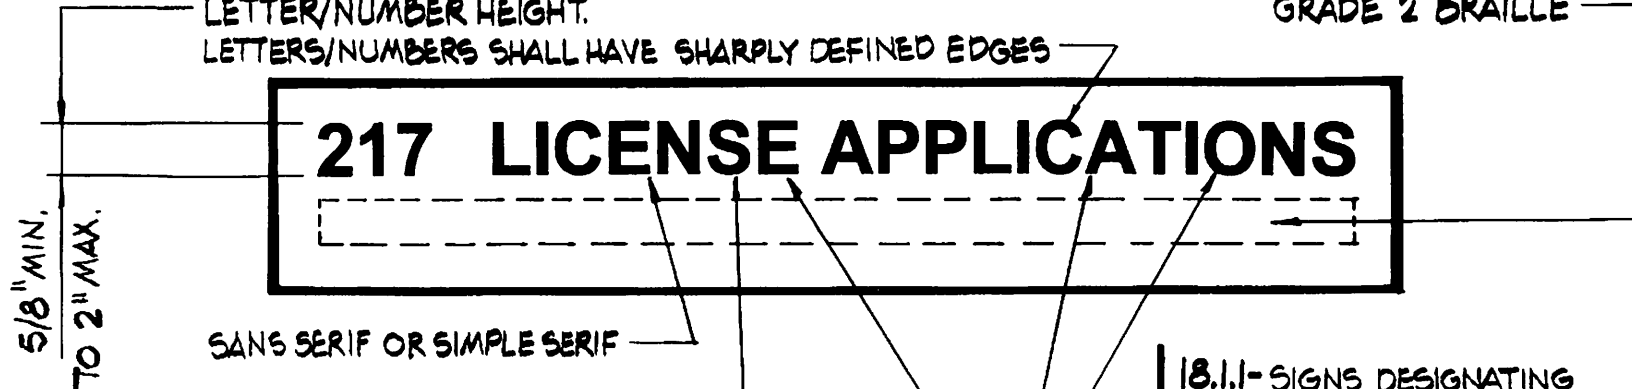 LETTER/NUMBER HEIGHT.
LETTERS/NUMBERS SHALL HAVE SHARPLY DEFINED EDGES
GRADE 2 BRAILLE
217 LICENSE APPLICATIONS
5/8" MIN.
TO 2" MAX.
SANS SERIF OR SIMPLE SERIF
18.1.1- SIGNS DESIGNATING